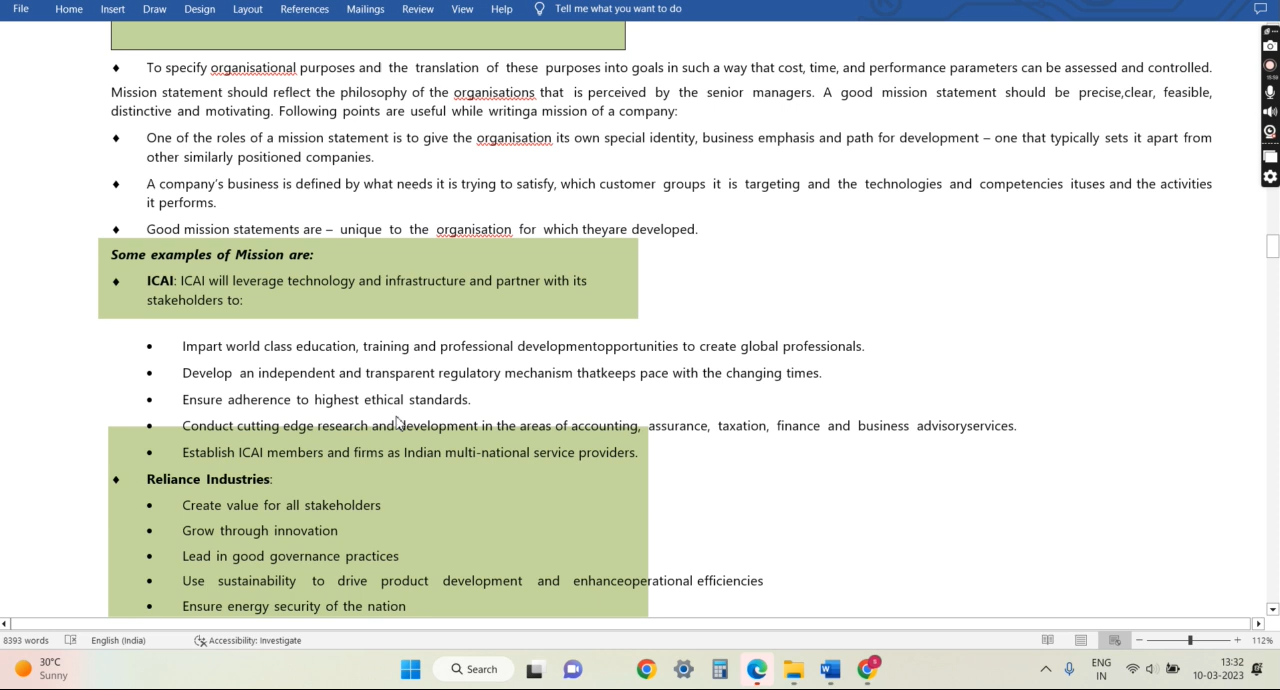 File Home Insert Draw Design Layout References Mailings Review View Help Tell me what you want to do
♦ To specify organisational purposes and the translation of these purposes into goals in such a way that cost, time, and performance parameters can be assessed and controlled.
Mission statement should reflect the philosophy of the organisations that is perceived by the senior managers. A good mission statement should be precise,clear, feasible,
distinctive and motivating. Following points are useful while writinga mission of a company:
♦ One of the roles of a mission statement is to give the organisation its own special identity, business emphasis and path for development – one that typically sets it apart from
other similarly positioned companies.
♦ A company's business is defined by what needs it is trying to satisfy, which customer groups it is targeting and the technologies and competencies ituses and the activities
it performs.
♦ Good mission statements are – unique to the organisation for which theyare developed.
Some examples of Mission are:
♦ ICAI: ICAI will leverage technology and infrastructure and partner with its
stakeholders to:
• Impart world class education, training and professional developmentopportunities to create global professionals.
• Develop an independent and transparent regulatory mechanism thatkeeps pace with the changing times.
• Ensure adherence to highest ethical standards.
• Conduct cutting edge research and development in the areas of accounting, assurance, taxation, finance and business advisoryservices.
• Establish ICAI members and firms as Indian multi-national service providers.
♦ Reliance Industries:
• Create value for all stakeholders
• Grow through innovation
• Lead in good governance practices
• Use sustainability to drive product development and enhanceoperational efficiencies
• Ensure energy security of the nation
8393 words English (India) Accessibility: Investigate 112%
30°C
Sunny
Search
5
ENG
IN
13:32
10-03-2023